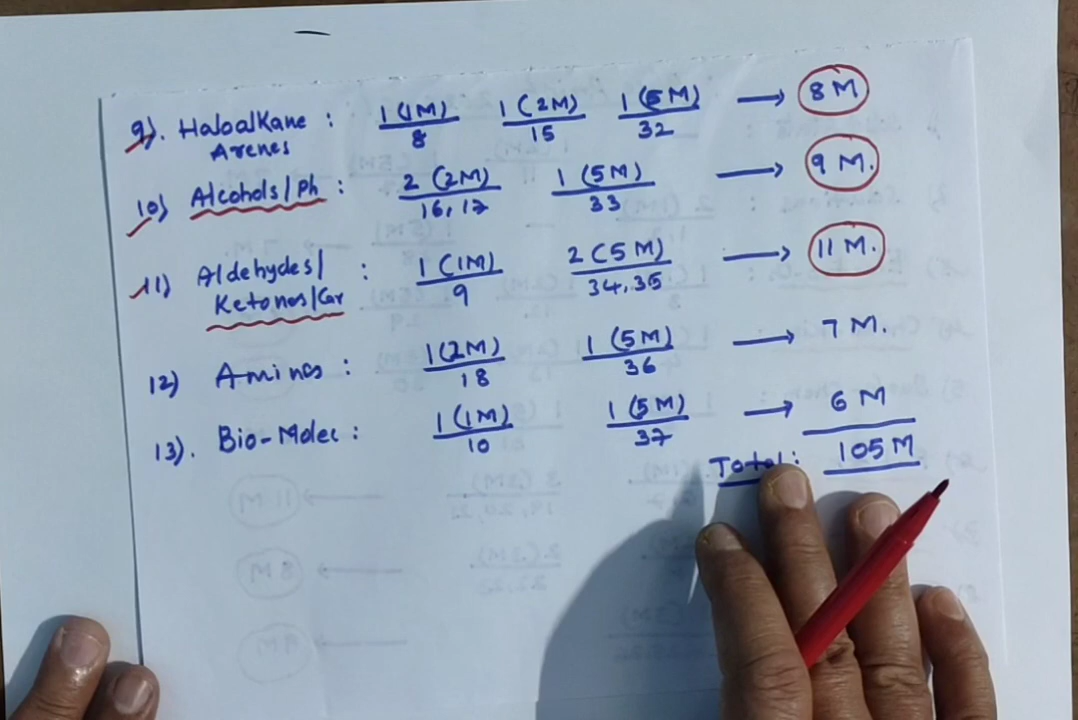 9). Haloalkane : 1(1M)/8 1(2M)/15 1(5M)/32 → 8M
Arenes
10) Alcohols/Ph : 2(2M)/16,17 1(5M)/33 → 9 M.
11) Aldehydes/ : 1(1M)/9 2(5M)/34,35 → 11 M.
Ketones/Car
12) Amines : 1(2M)/18 1(5M)/36 → 7 M.
13). Bio-Molec : 1(1M)/10 1(5M)/37 → 6 M
Total: 105 M